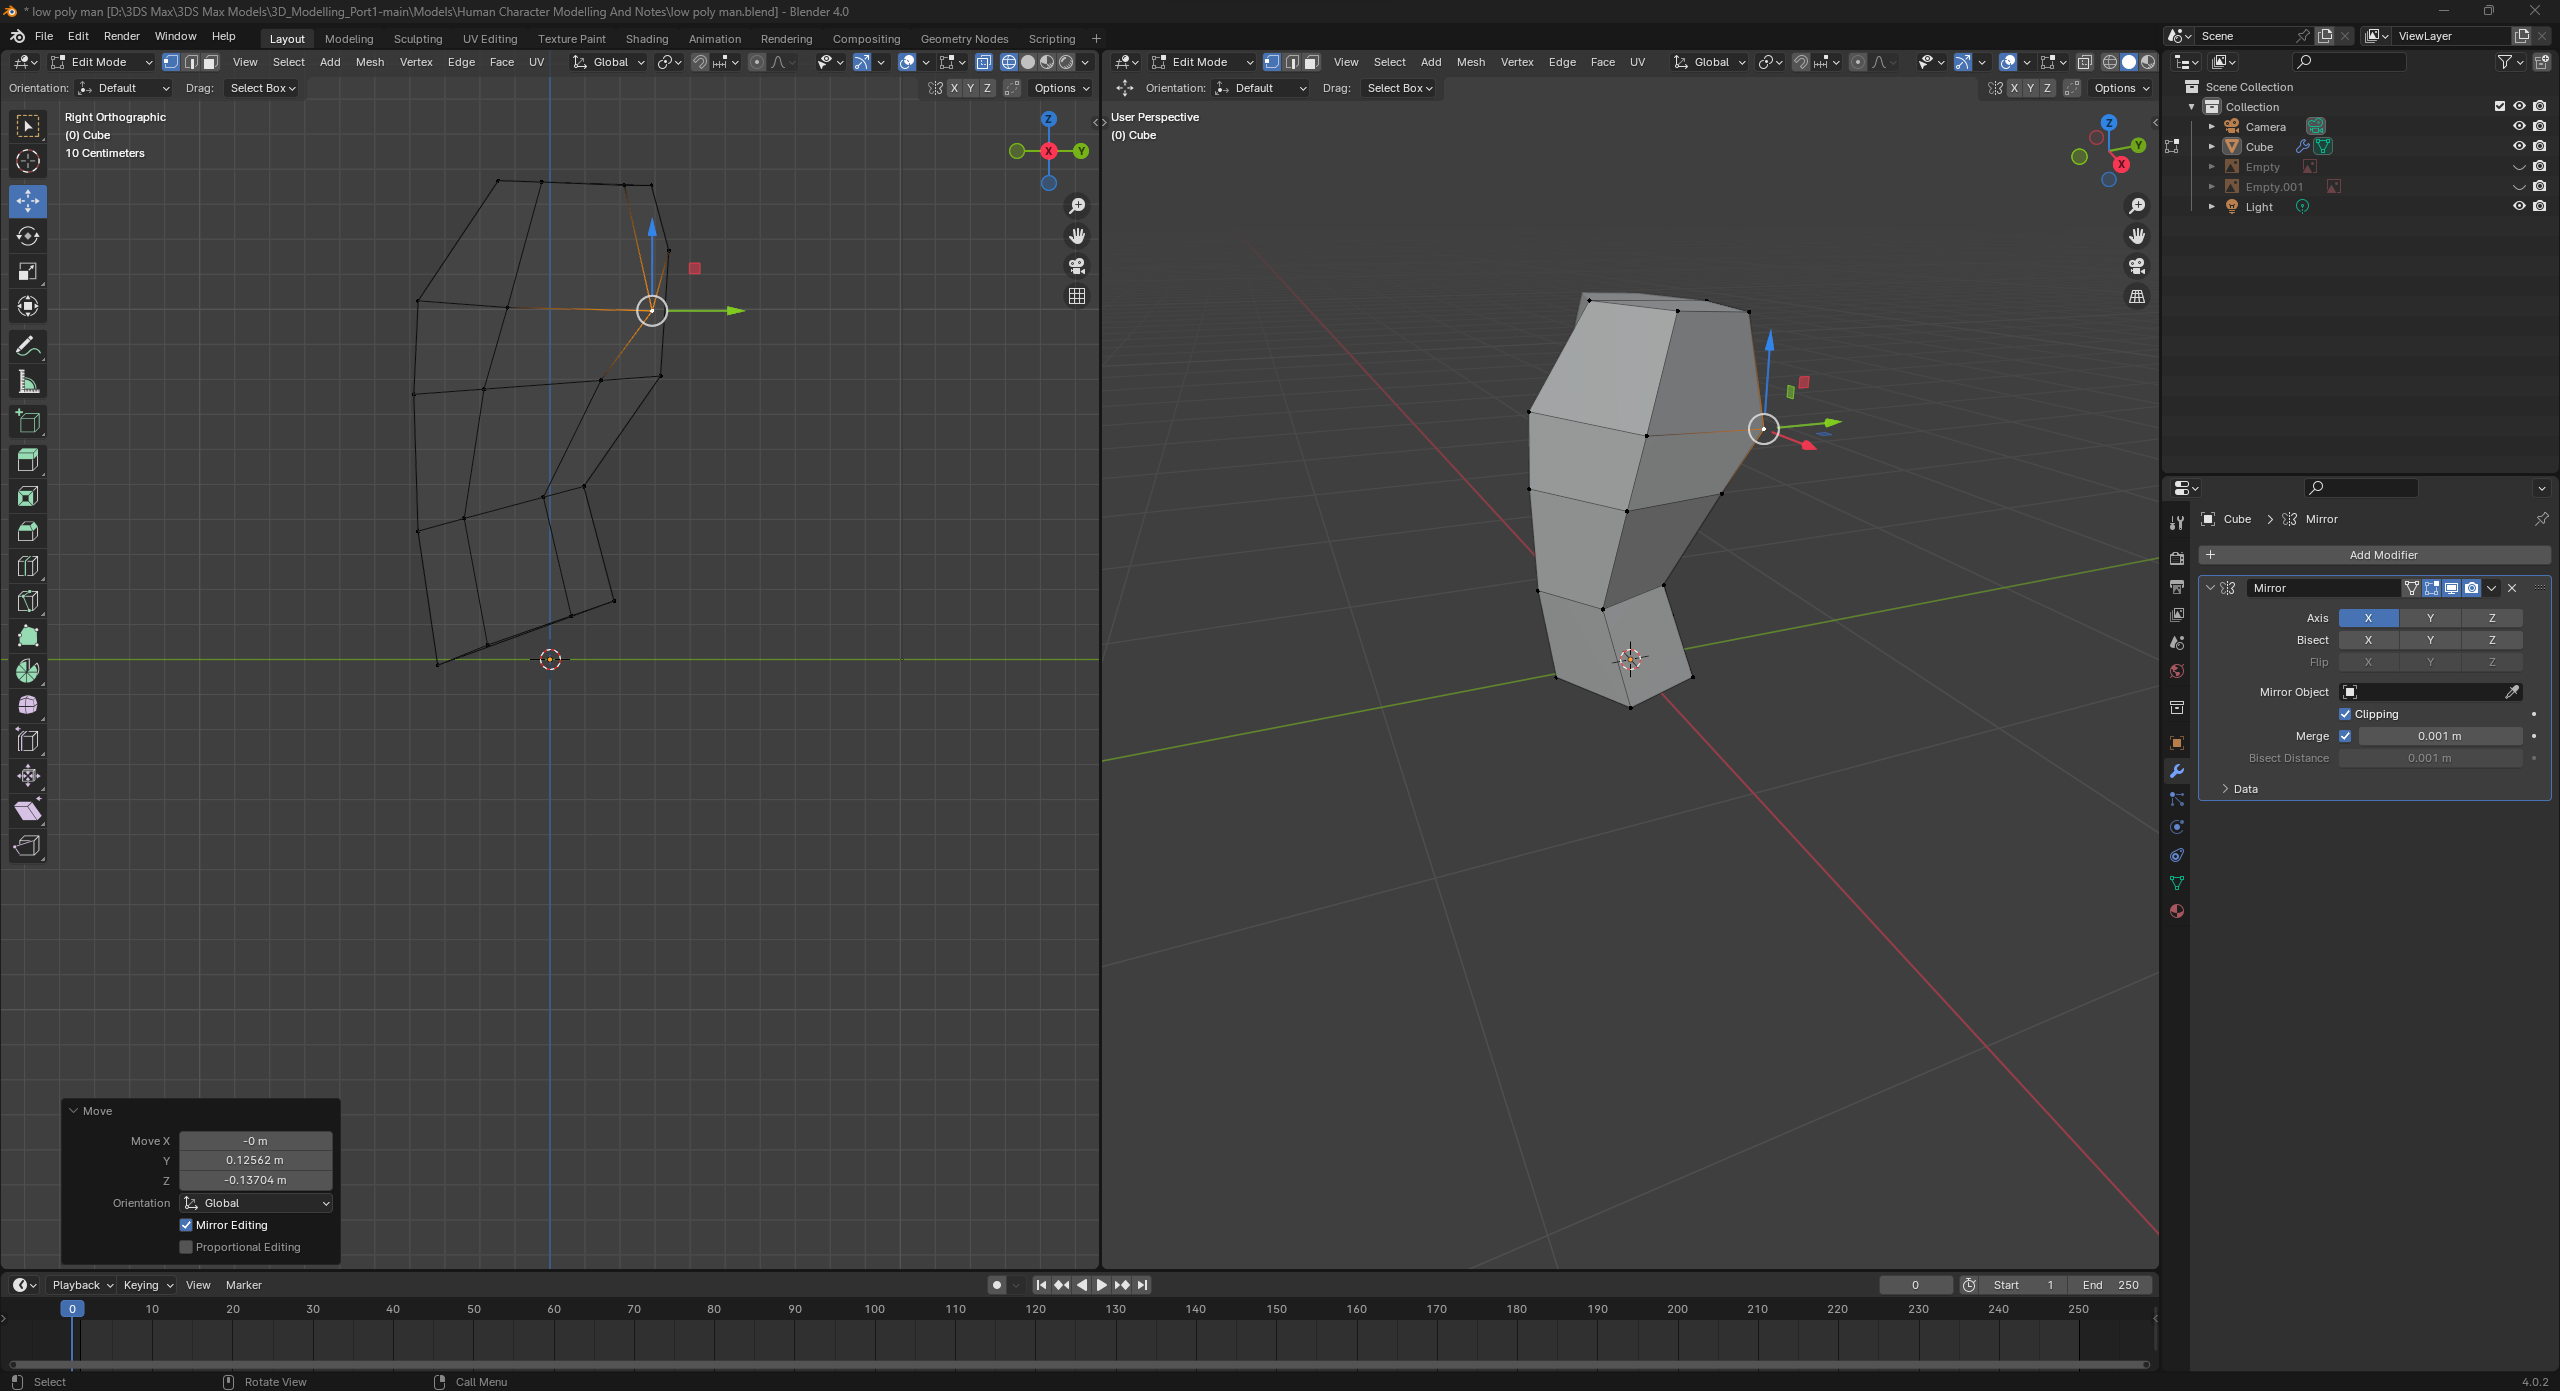 * low poly man [D:\3DS Max\3DS Max Models\3D_Modelling_Port1-main\Models\Human Character Modelling And Notes\low poly man.blend] - Blender 4.0
File Edit Render Window Help Layout Modeling Sculpting UV Editing Texture Paint Shading Animation Rendering Compositing Geometry Nodes Scripting + Scene ViewLayer
Edit Mode View Select Add Mesh Vertex Edge Face UV Global
Edit Mode View Select Add Mesh Vertex Edge Face UV Global
Orientation: Default Drag: Select Box X Y Z Options
Orientation: Default Drag: Select Box X Y Z Options
Right Orthographic
(0) Cube
10 Centimeters
Z
X
Y
User Perspective
(0) Cube
Z
Y
X
Scene Collection
Collection
Camera
Cube
Empty
Empty.001
Light
Cube > Mirror
+ Add Modifier
Mirror
Axis X Y Z
Bisect X Y Z
Flip X Y Z
Mirror Object
Clipping
Merge 0.001 m
Bisect Distance 0.001 m
Data
Move
Move X -0 m
Y 0.12562 m
Z -0.13704 m
Orientation Global
Mirror Editing
Proportional Editing
Playback Keying View Marker 0 Start 1 End 250
0 10 20 30 40 50 60 70 80 90 100 110 120 130 140 150 160 170 180 190 200 210 220 230 240 250
Select Rotate View Call Menu 4.0.2